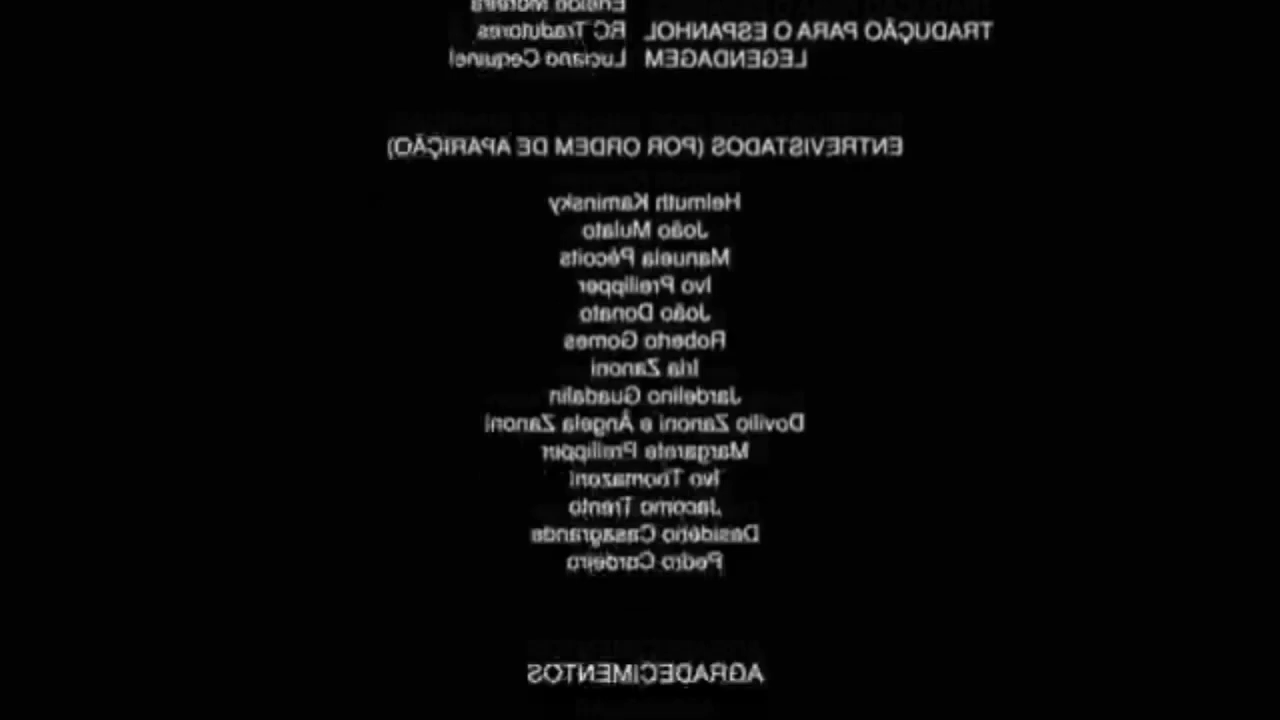 TRADUÇÃO PARA O ESPANHOL RC Tradutores
LEGENDAGEM Luciano Cequinel
ENTREVISTADOS (POR ORDEM DE APARIÇÃO)
Helmuth Kaminsky
João Mulato
Manuela Pécoits
Ivo Preilipper
João Donato
Roberto Gomes
Iria Zanoni
Jardelino Guadalin
Dovilio Zanoni e Ângela Zanoni
Margarete Preilipper
Ivo Thomazoni
Jacomo Trento
Desidério Casagrande
Pedro Cordeiro
AGRADECIMENTOS